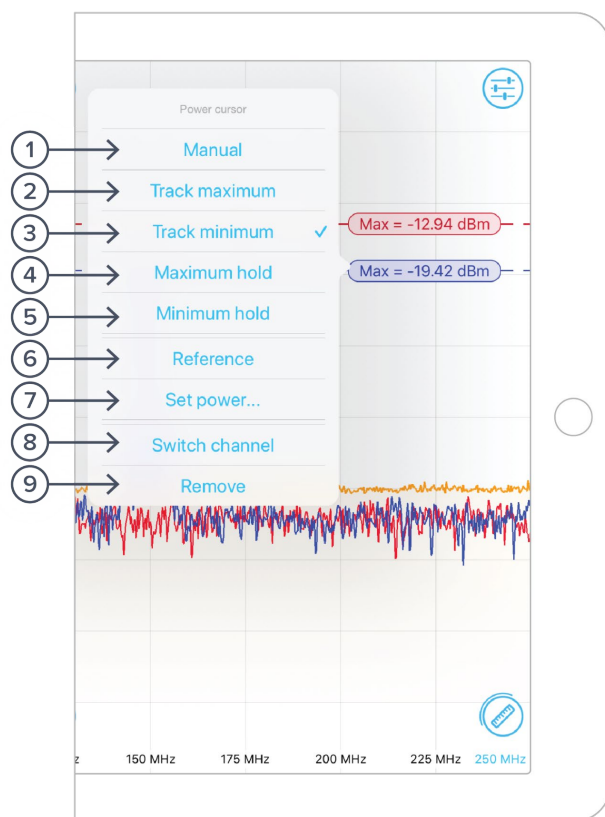 Power cursor
1 Manual
2 Track maximum
3 Track minimum
Max = -12.94 dBm
4 Maximum hold
Max = -19.42 dBm
5 Minimum hold
6 Reference
7 Set power...
8 Switch channel
9 Remove
z 150 MHz 175 MHz 200 MHz 225 MHz 250 MHz